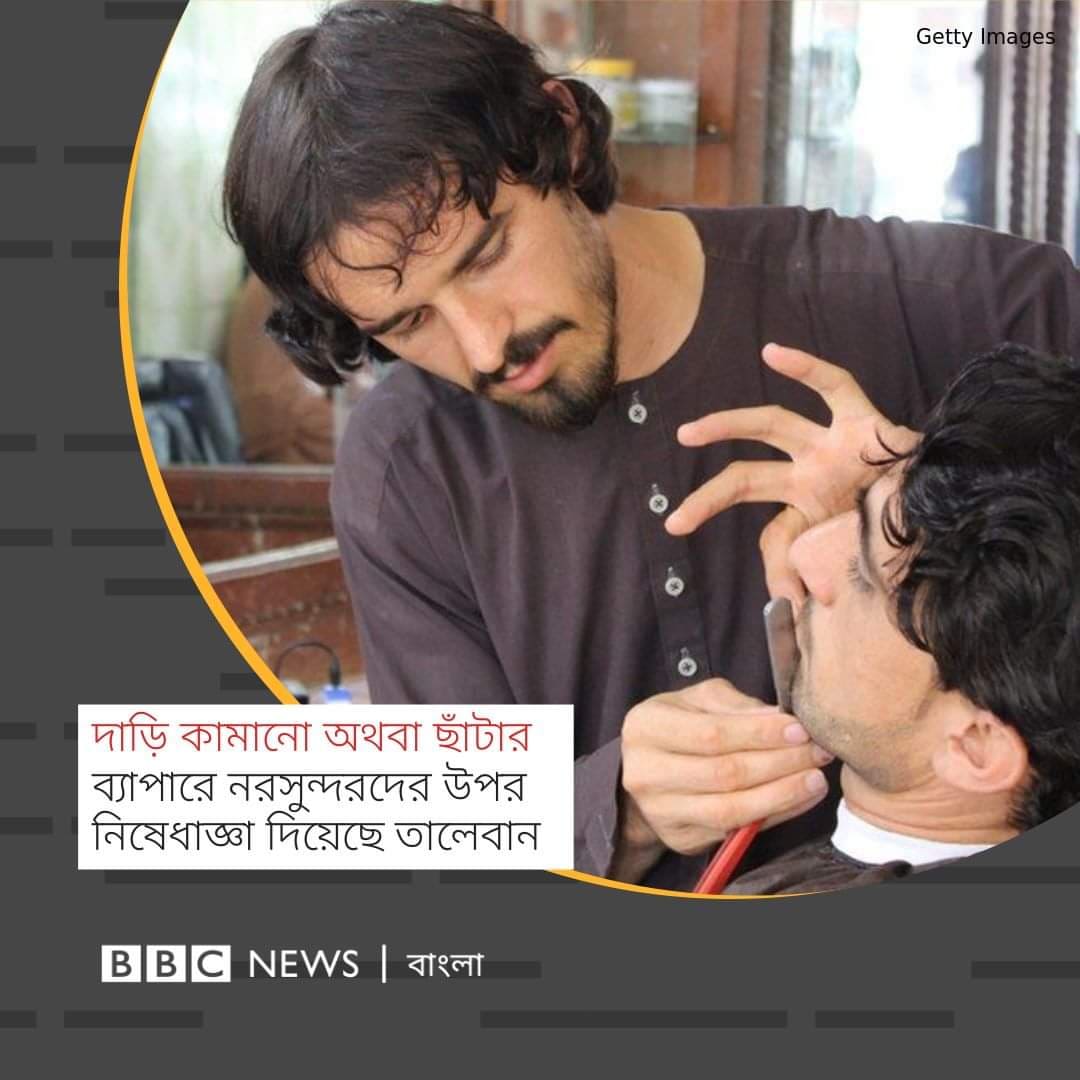 Getty Images
দাড়ি কামানো অথবা ছাঁটার
ব্যাপারে নরসুন্দরদের উপর
নিষেধাজ্ঞা দিয়েছে তালেবান
BBC NEWS | বাংলা